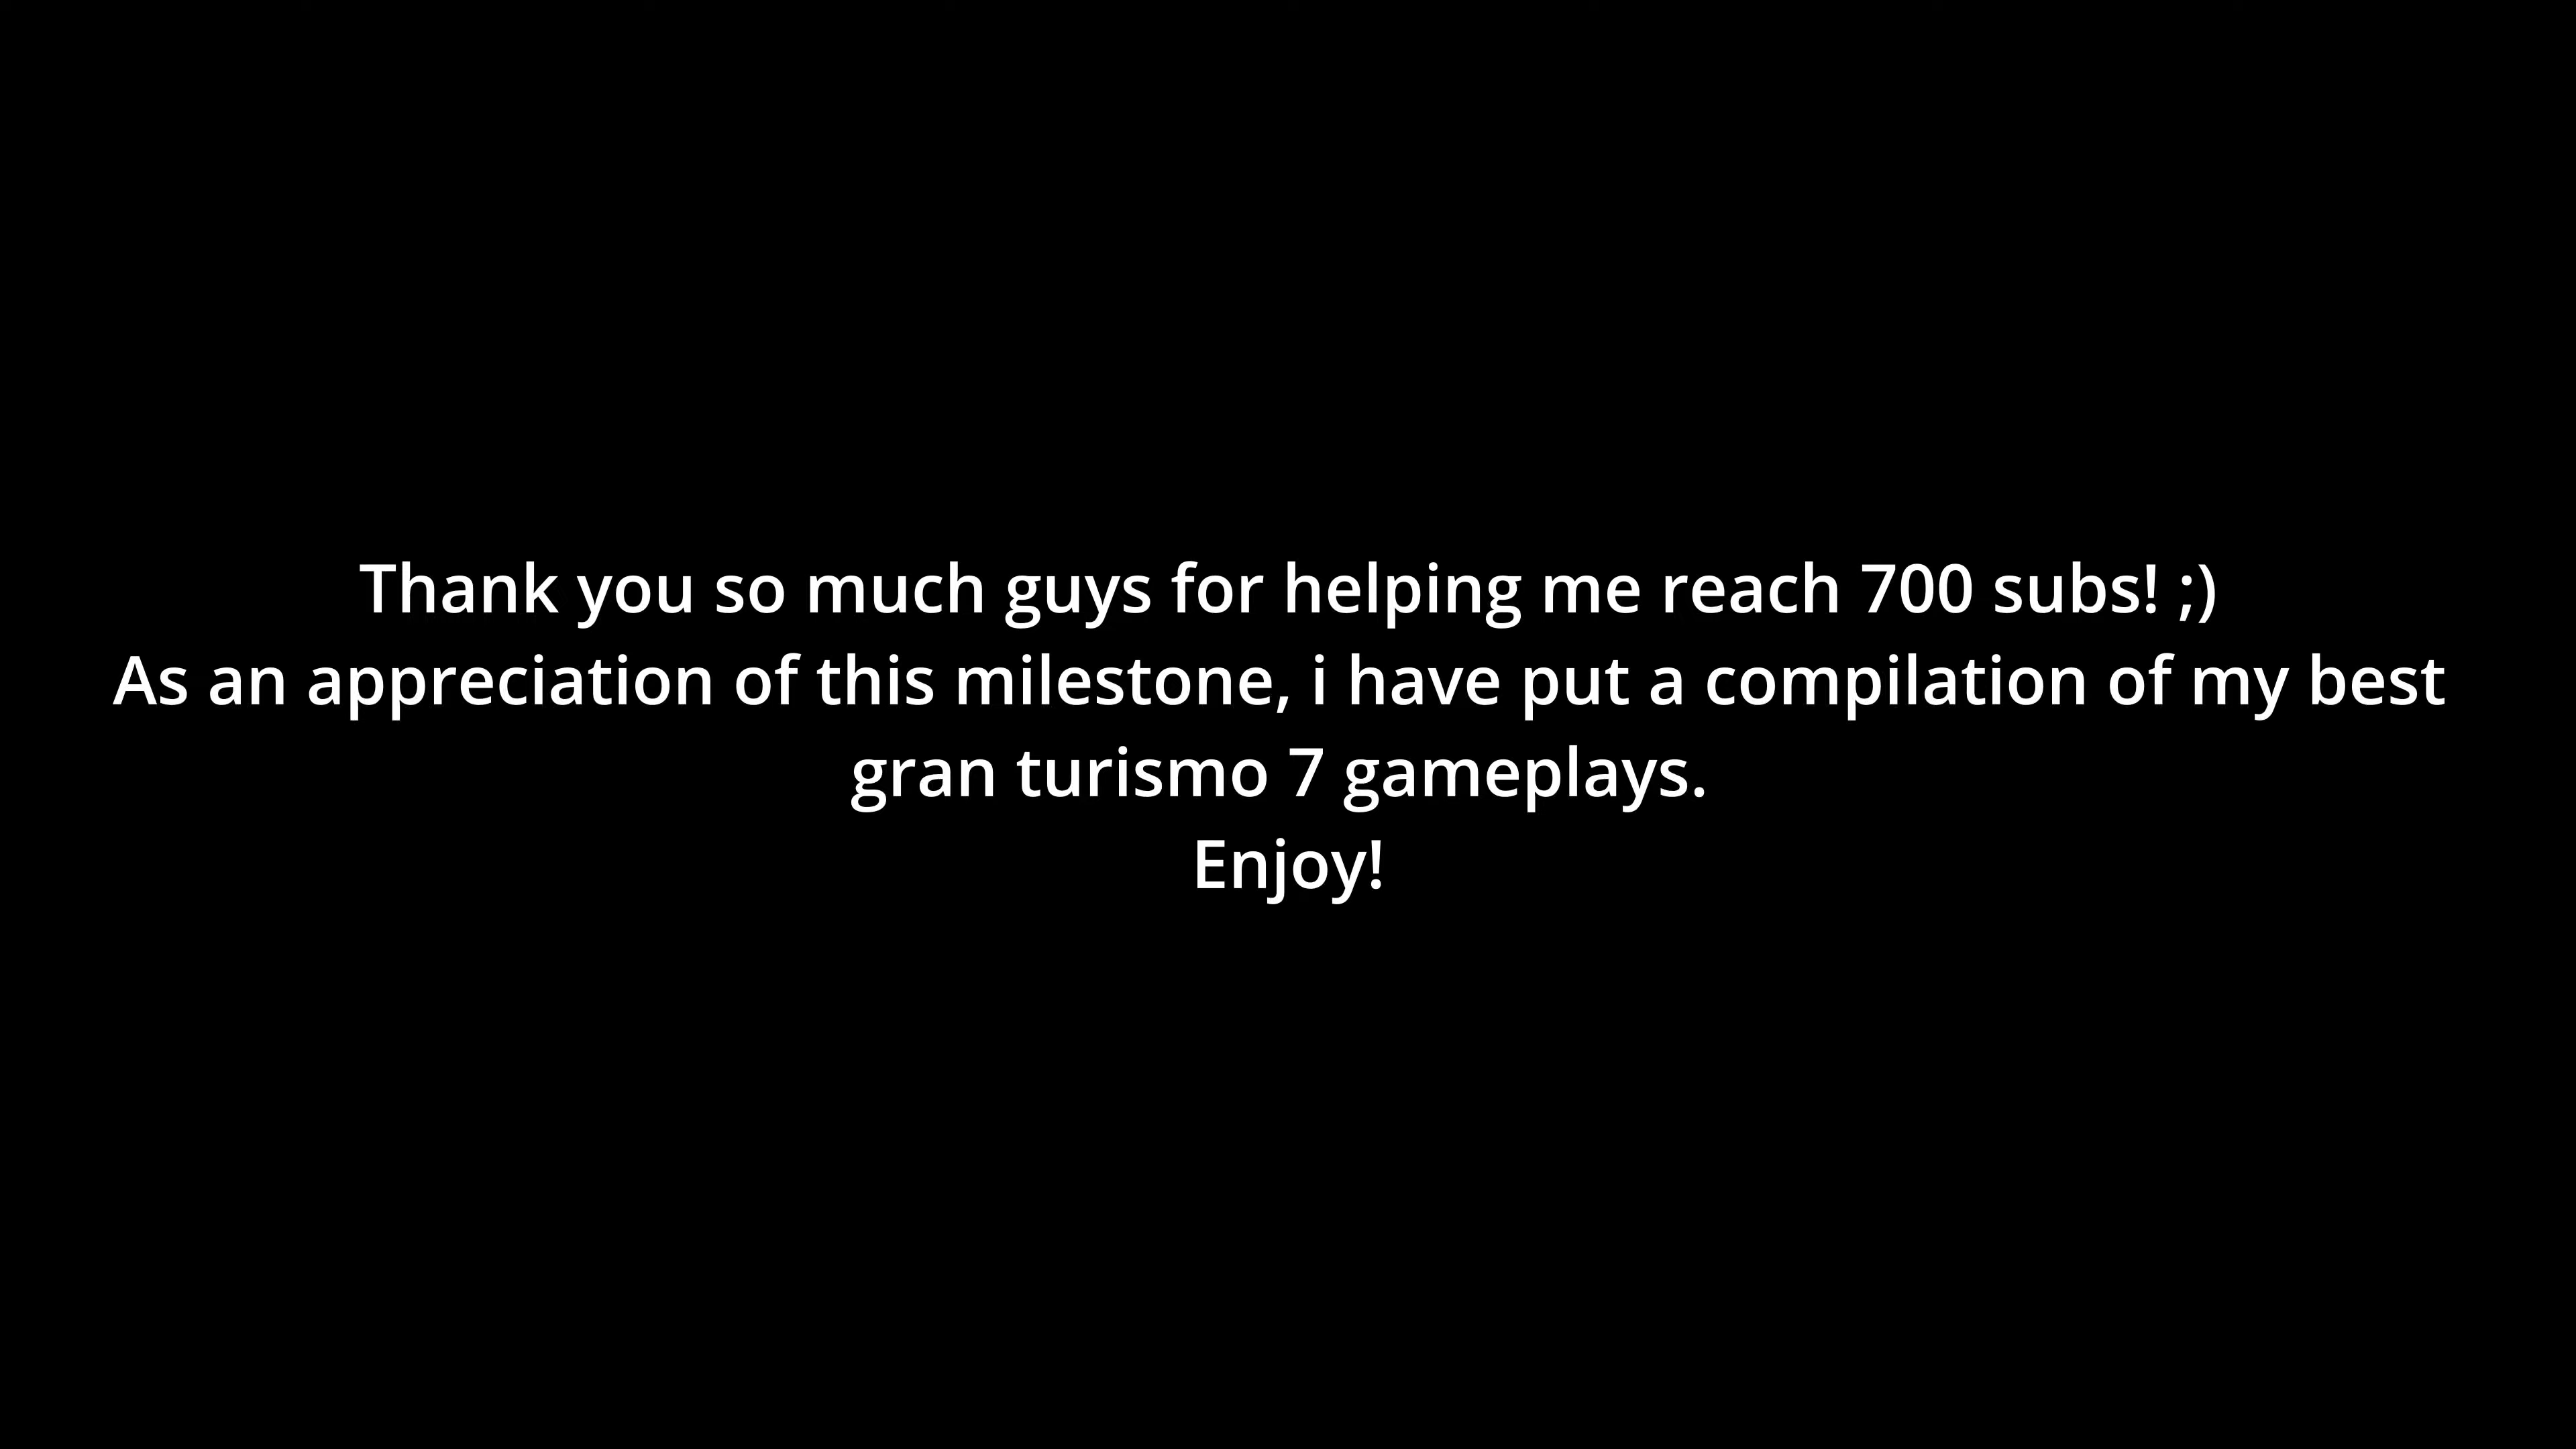 Thank you so much guys for helping me reach 700 subs! ;)
As an appreciation of this milestone, i have put a compilation of my best
gran turismo 7 gameplays.
Enjoy!